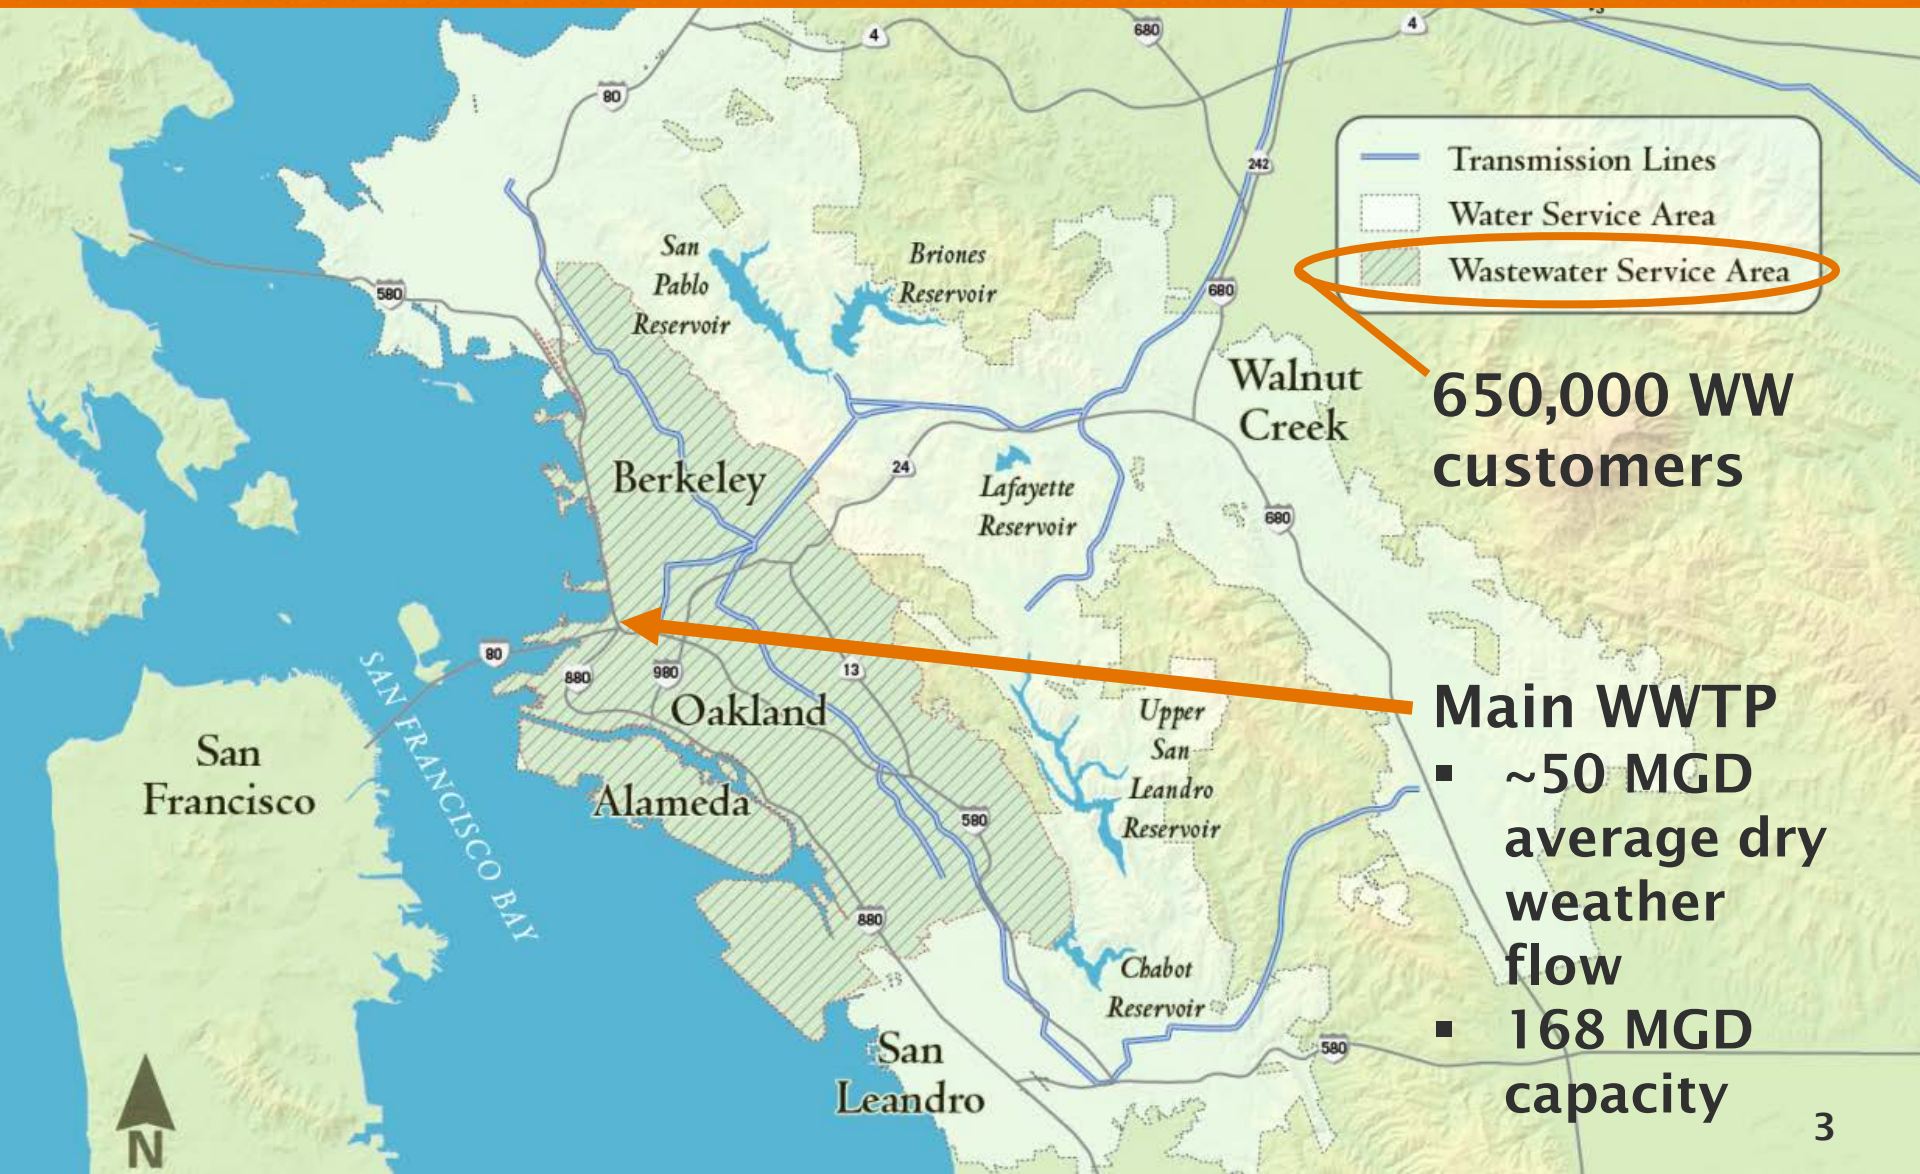 4
680
4
80
242
Transmission Lines
Water Service Area
Wastewater Service Area
San
Pablo
Reservoir
Briones
Reservoir
580
680
Walnut
Creek
650,000 WW
customers
Berkeley
24
Lafayette
Reservoir
680
80
880
980
13
SAN FRANCISCO BAY
Oakland
Upper
San
Leandro
Reservoir
Main WWTP
▪ ~50 MGD
average dry
weather
flow
▪ 168 MGD
capacity
San
Francisco
Alameda
580
880
Chabot
Reservoir
San
Leandro
580
N
3